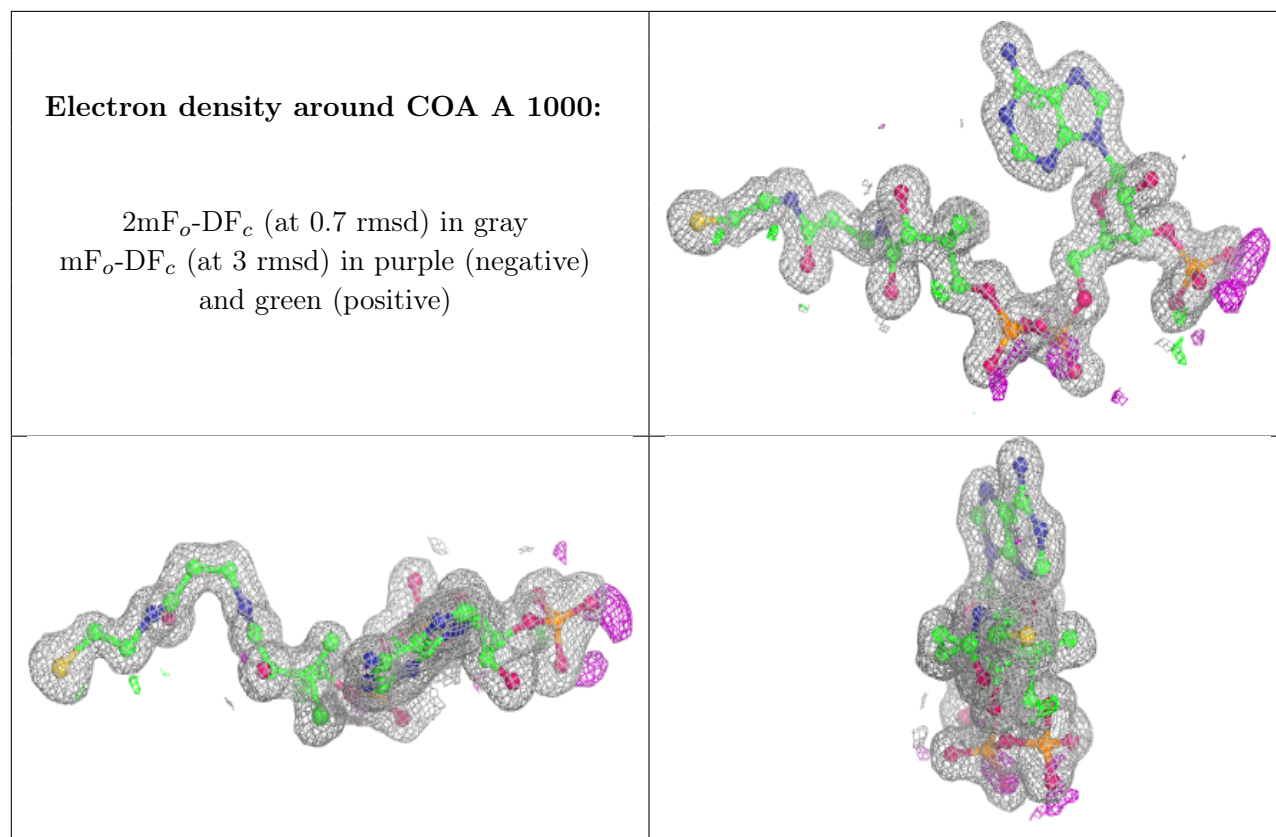 Electron density around COA A 1000:
2mFo-DFc (at 0.7 rmsd) in gray
mFo-DFc (at 3 rmsd) in purple (negative)
and green (positive)